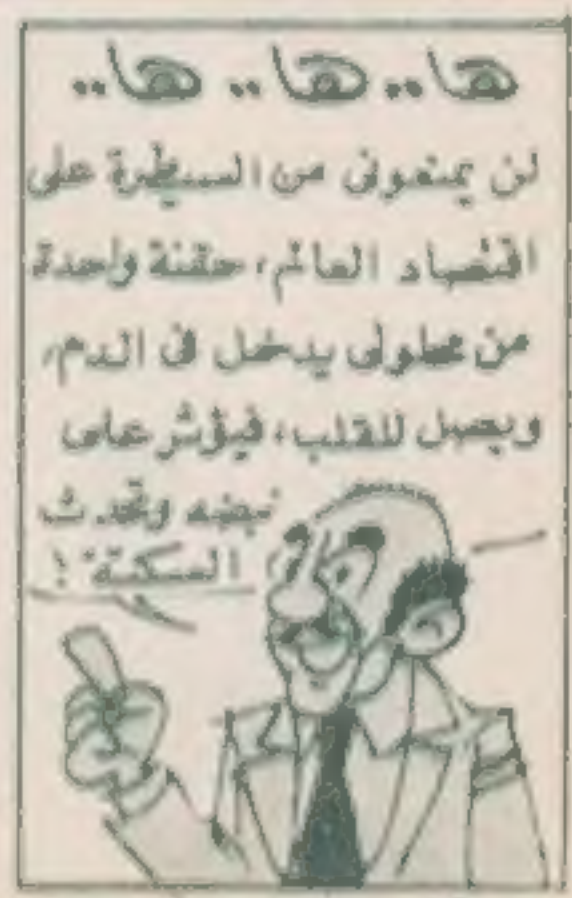 ها.. ها.. ها..
لن يمنعونى من السيطرة على
اقتصاد العالم، حقنة واحدة
من محلولى يدخل فى الدم،
ويصل للقلب، فيؤثر على
نبضه وتحدث
السكتة !